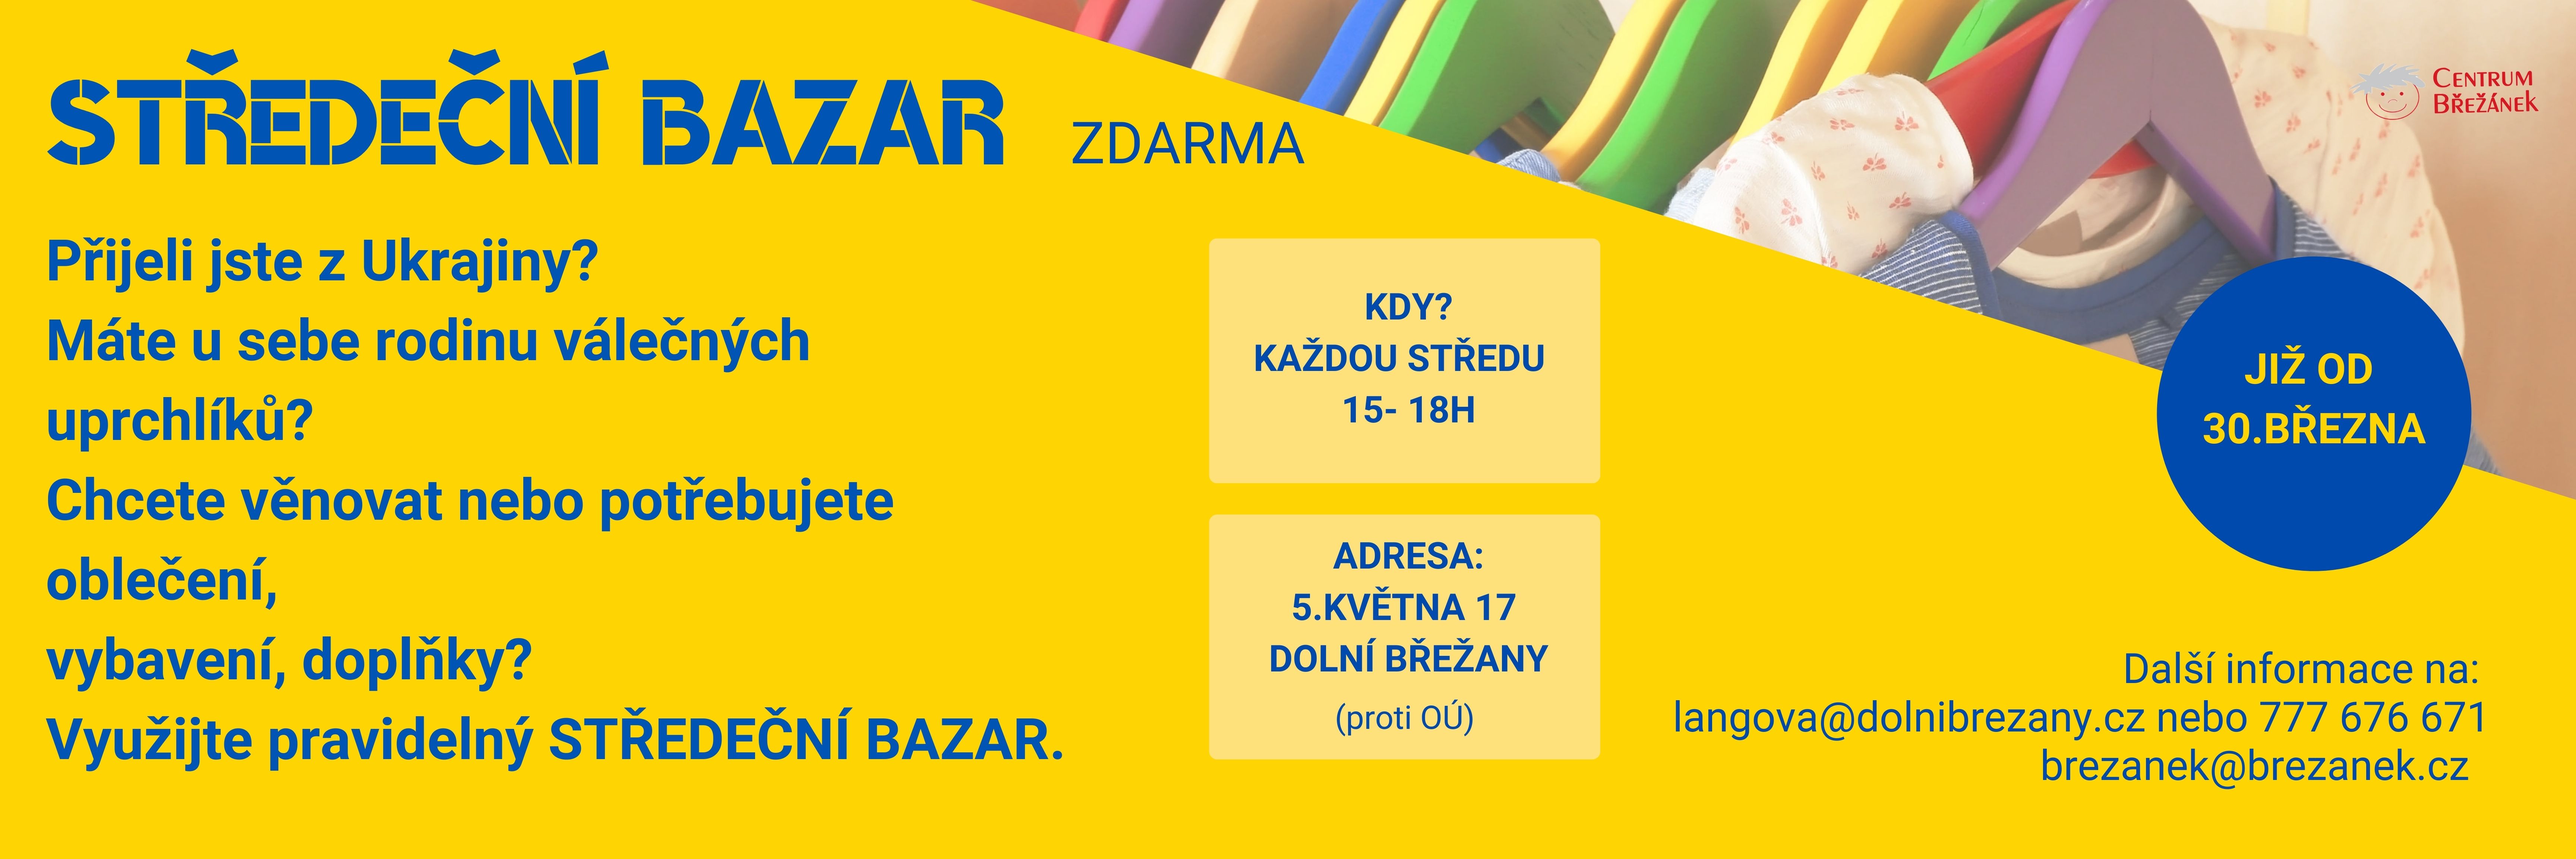 STŘEDEČNÍ BAZAR ZDARMA
CENTRUM
BŘEŽÁNEK
Přijeli jste z Ukrajiny?
Máte u sebe rodinu válečných
uprchlíků?
Chcete věnovat nebo potřebujete
oblečení,
vybavení, doplňky?
Využijte pravidelný STŘEDEČNÍ BAZAR.
KDY?
KAŽDOU STŘEDU
15- 18H
ADRESA:
5.KVĚTNA 17
DOLNÍ BŘEŽANY
(proti OÚ)
JIŽ OD
30.BŘEZNA
Další informace na:
langova@dolnibrezany.cz nebo 777 676 671
brezanek@brezanek.cz